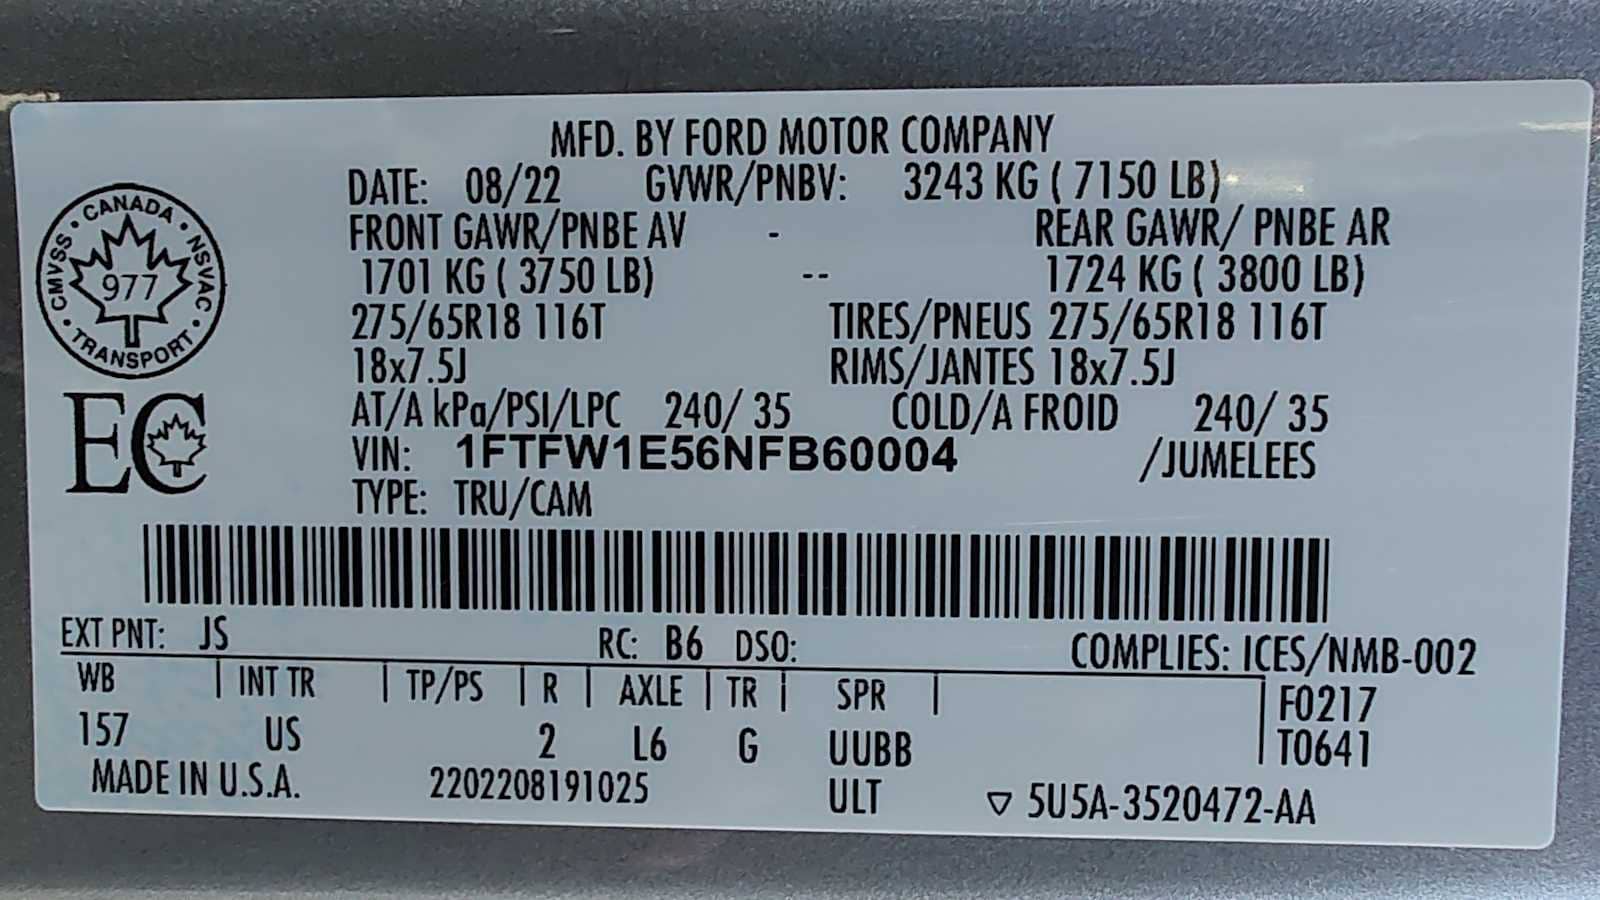 MFD. BY FORD MOTOR COMPANY
DATE: 08/22 GVWR/PNBV: 3243 KG ( 7150 LB)
FRONT GAWR/PNBE AV - REAR GAWR/ PNBE AR
1701 KG ( 3750 LB) -- 1724 KG ( 3800 LB)
275/65R18 116T TIRES/PNEUS 275/65R18 116T
18x7.5J RIMS/JANTES 18x7.5J
AT/A kPa/PSI/LPC 240/ 35 COLD/A FROID 240/ 35
VIN: 1FTFW1E56NFB60004 /JUMELEES
TYPE: TRU/CAM
CANADA
CMVSS • NSVAC
977
TRANSPORT
EC
EXT PNT: JS RC: B6 DSO: COMPLIES: ICES/NMB-002
WB | INT TR | TP/PS | R | AXLE | TR | SPR | F0217
157 US 2 L6 G UUBB T0641
MADE IN U.S.A. 2202208191025 ULT ▽ 5U5A-3520472-AA